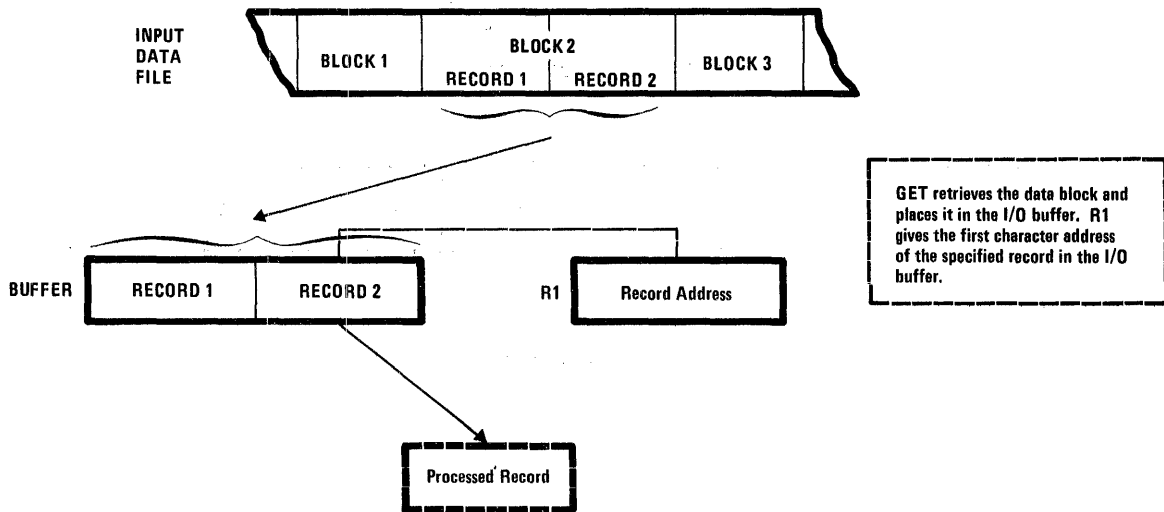 INPUT
DATA
FILE
BLOCK 1
BLOCK 2
RECORD 1
RECORD 2
BLOCK 3
GET retrieves the data block and
places it in the I/O buffer. R1
gives the first character address
of the specified record in the I/O
buffer.
BUFFER
RECORD 1
RECORD 2
R1
Record Address
Processed Record